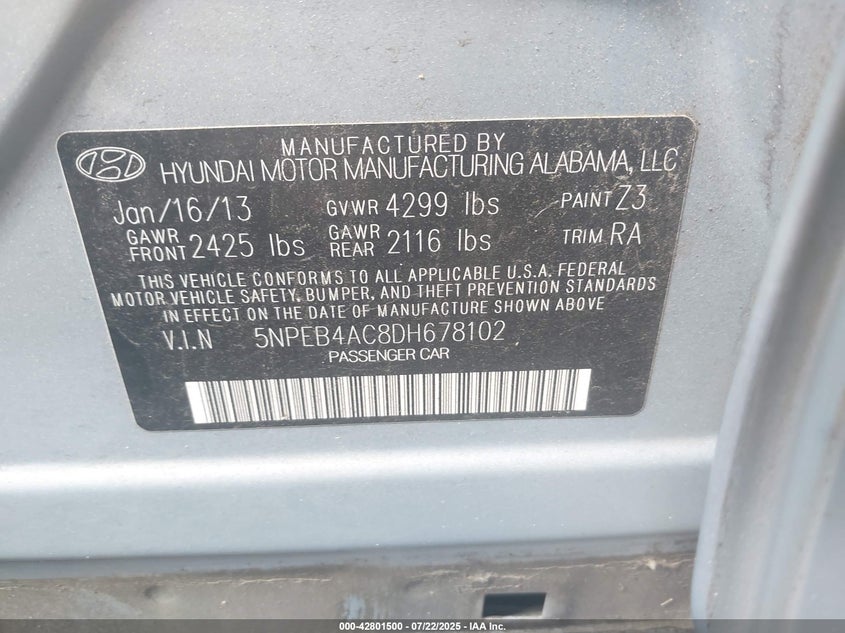 MANUFACTURED BY
HYUNDAI MOTOR MANUFACTURING ALABAMA, LLC
Jan/16/13 GVWR 4299 lbs PAINT Z3
GAWR FRONT 2425 lbs GAWR REAR 2116 lbs TRIM RA
THIS VEHICLE CONFORMS TO ALL APPLICABLE U.S.A. FEDERAL
MOTOR VEHICLE SAFETY, BUMPER, AND THEFT PREVENTION STANDARDS
IN EFFECT ON THE DATE OF MANUFACTURE SHOWN ABOVE
V.I.N 5NPEB4AC8DH678102
PASSENGER CAR
000-42801500 - 07/22/2025 - IAA Inc.